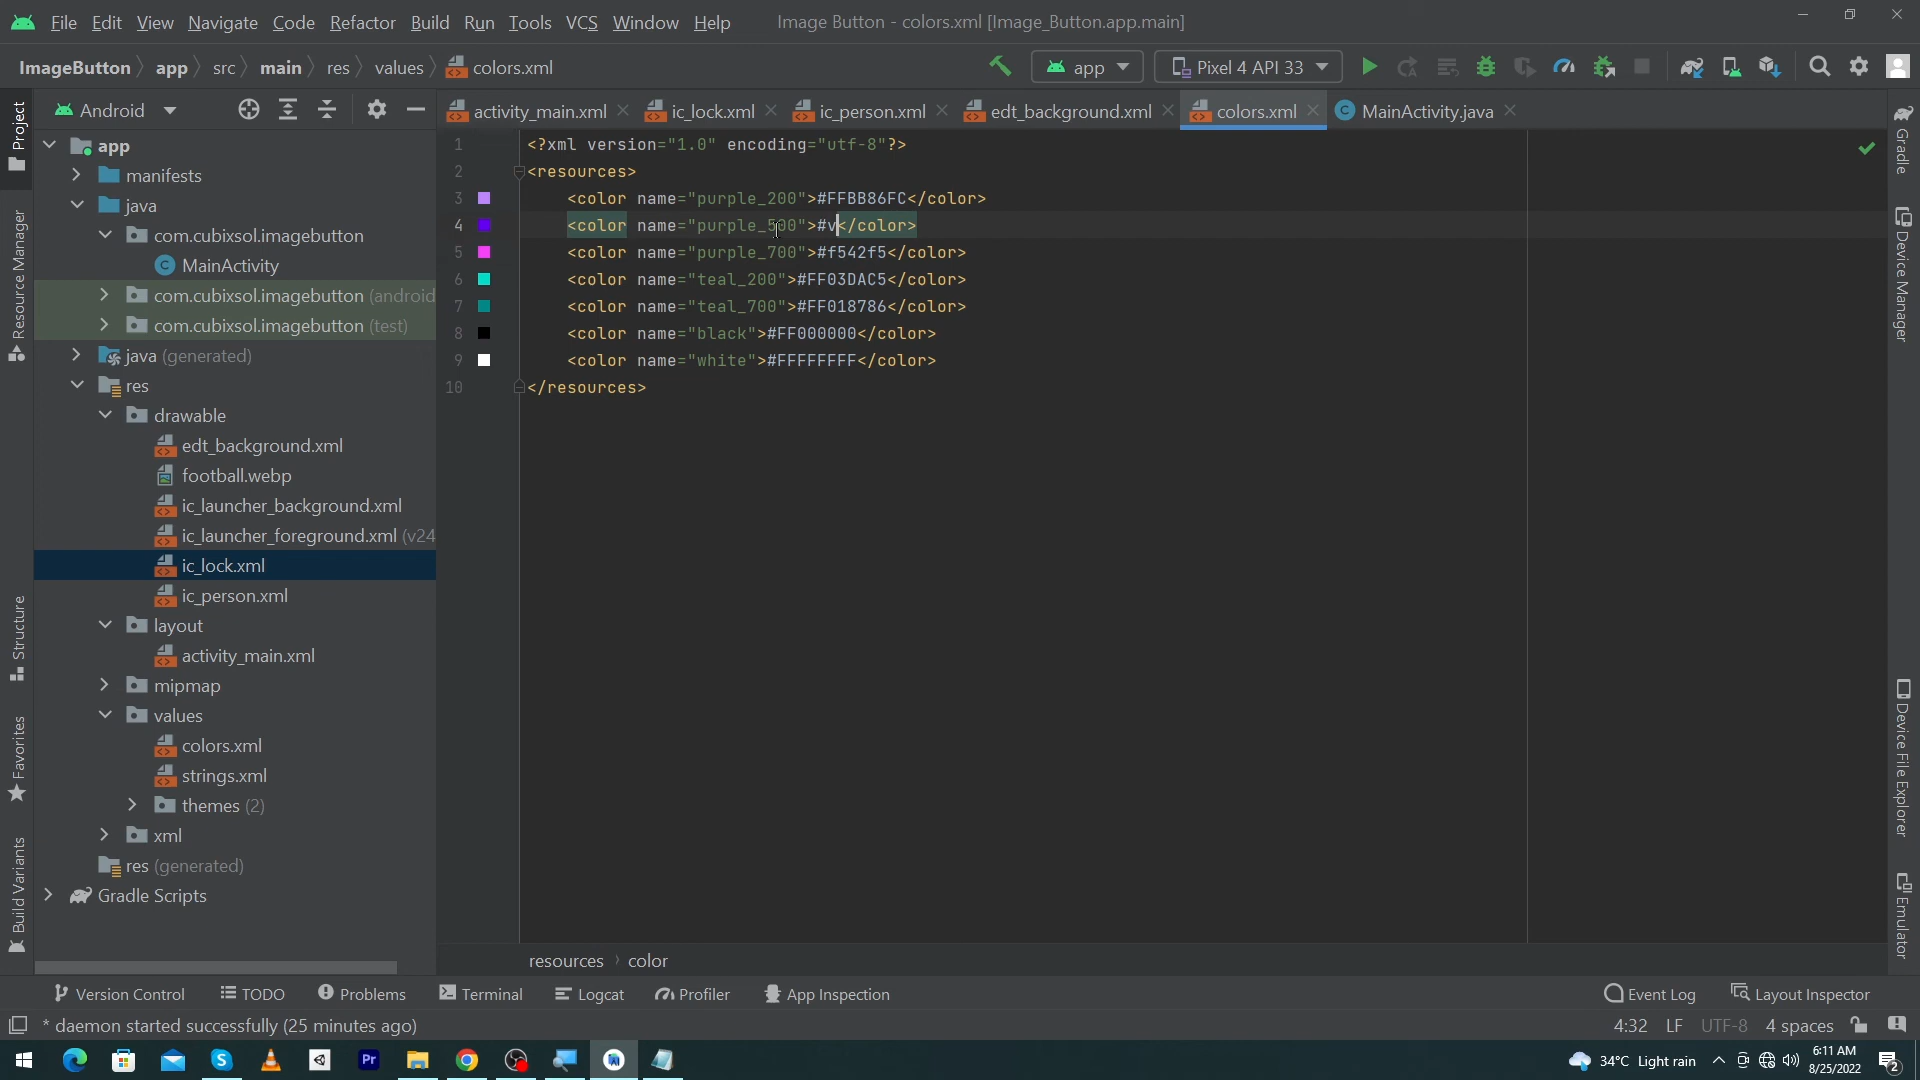 File Edit View Navigate Code Refactor Build Run Tools VCS Window Help Image Button - colors.xml [Image_Button.app.main]
ImageButton app src main res values colors.xml app Pixel 4 API 33
Android activity_main.xml ic_lock.xml ic_person.xml edt_background.xml colors.xml MainActivity.java
Project
Resource Manager
Structure
Favorites
Build Variants
app
manifests
java
com.cubixsol.imagebutton
MainActivity
com.cubixsol.imagebutton (android
com.cubixsol.imagebutton (test)
java (generated)
res
drawable
edt_background.xml
football.webp
ic_launcher_background.xml
ic_launcher_foreground.xml (v24
ic_lock.xml
ic_person.xml
layout
activity_main.xml
mipmap
values
colors.xml
strings.xml
themes (2)
xml
res (generated)
Gradle Scripts
1 <?xml version="1.0" encoding="utf-8"?>
2 <resources>
3 <color name="purple_200">#FFBB86FC</color>
4 <color name="purple_500">#v</color>
5 <color name="purple_700">#f542f5</color>
6 <color name="teal_200">#FF03DAC5</color>
7 <color name="teal_700">#FF018786</color>
8 <color name="black">#FF000000</color>
9 <color name="white">#FFFFFFFF</color>
10 </resources>
Gradle
Device Manager
Device File Explorer
Emulator
resources color
Version Control TODO Problems Terminal Logcat Profiler App Inspection Event Log Layout Inspector
* daemon started successfully (25 minutes ago) 4:32 LF UTF-8 4 spaces
34°C Light rain 6:11 AM
8/25/2022 2